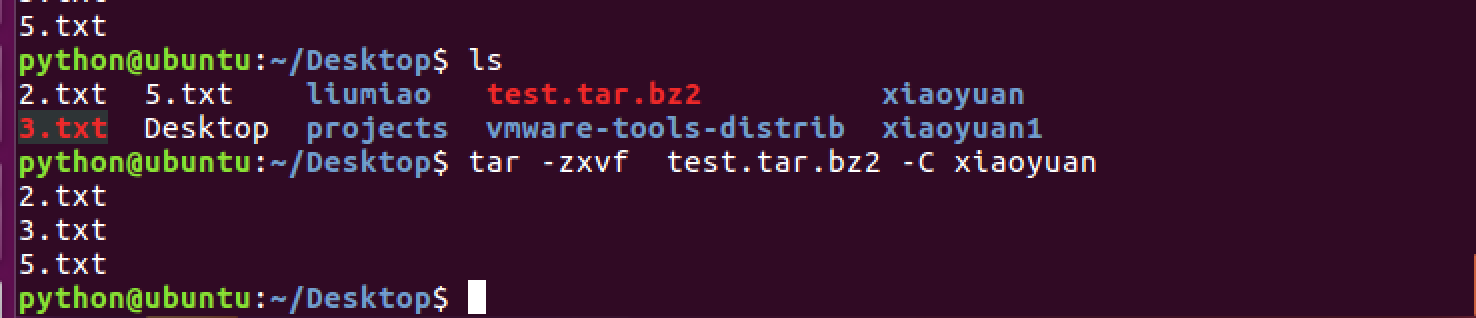 5.txt
python@ubuntu:~/Desktop$ ls
2.txt  5.txt    liumiao   test.tar.bz2          xiaoyuan
3.txt  Desktop  projects  vmware-tools-distrib  xiaoyuan1
python@ubuntu:~/Desktop$ tar -zxvf  test.tar.bz2 -C xiaoyuan
2.txt
3.txt
5.txt
python@ubuntu:~/Desktop$